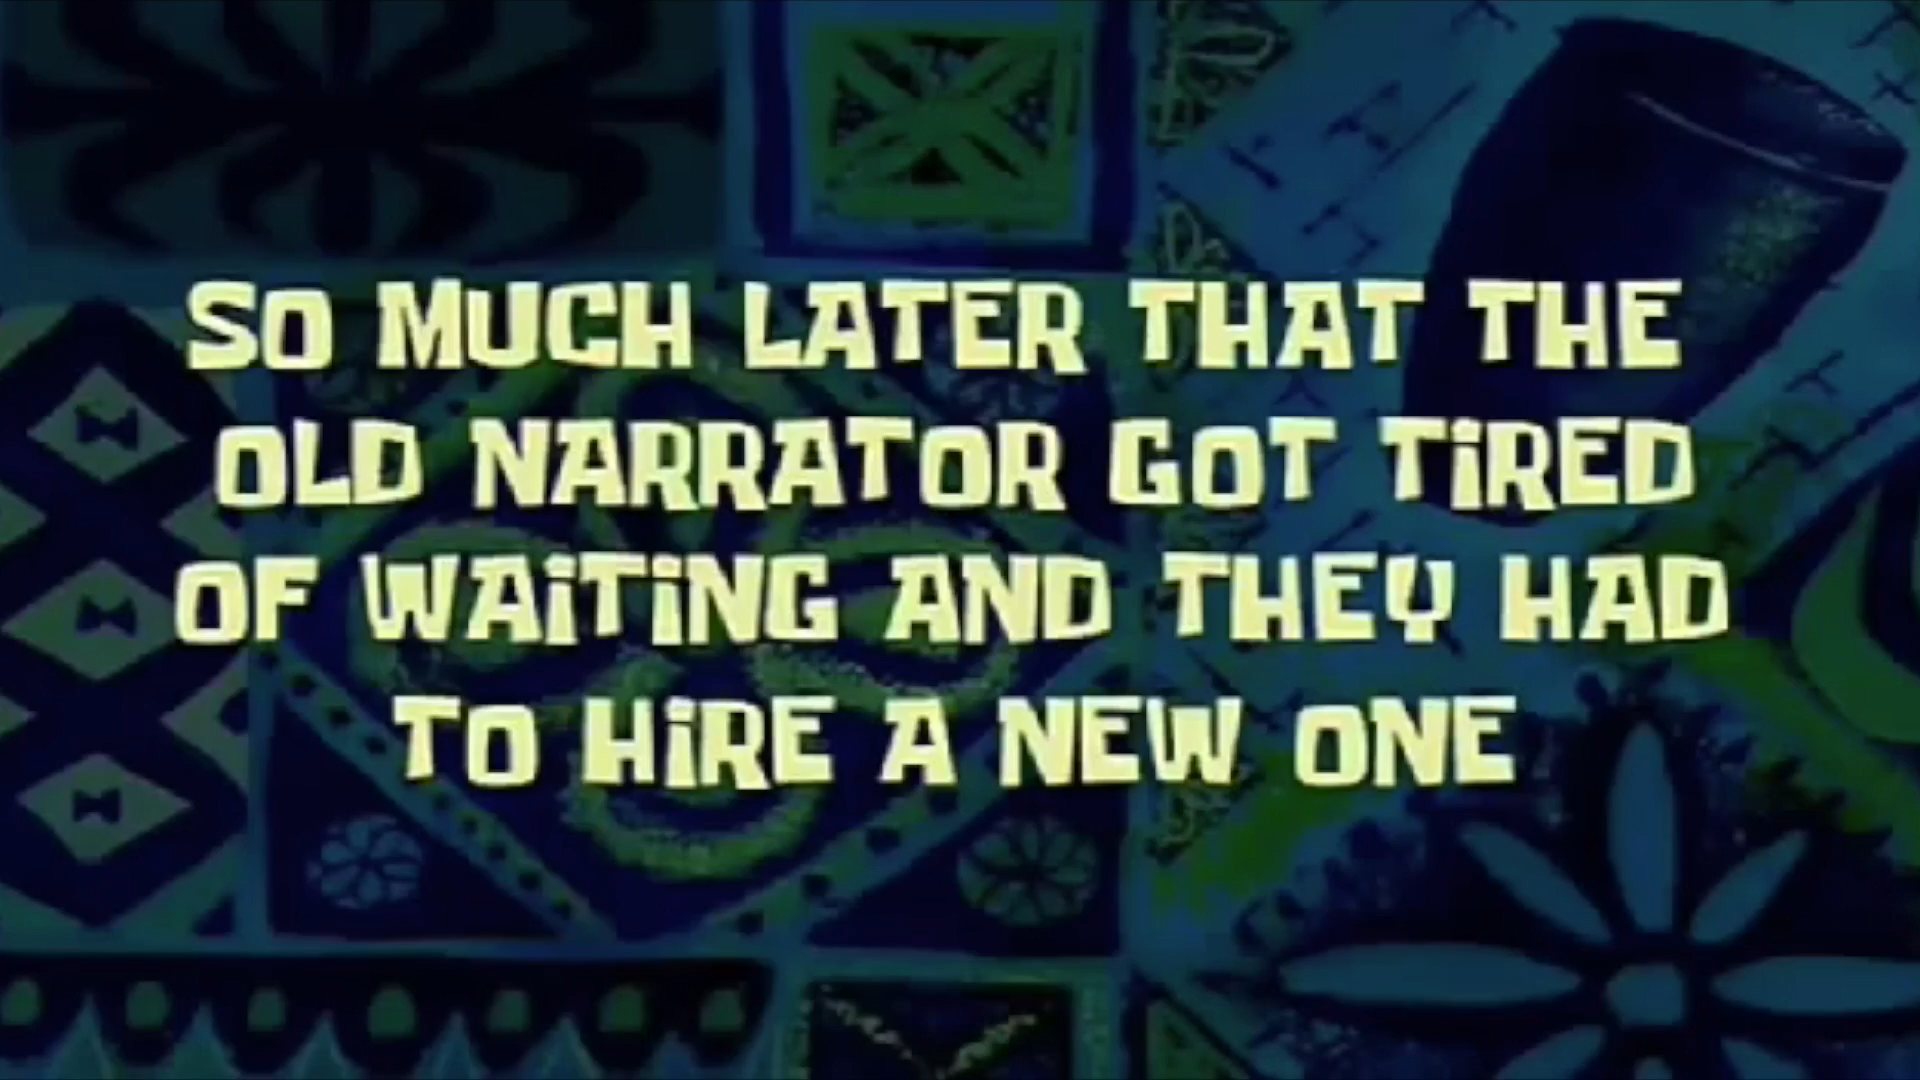 SO MUCH LATER THAT THE
OLD NARRATOR GOT TiRED
OF WAiTiNG AND THEY HAD
TO HiRE A NEW ONE